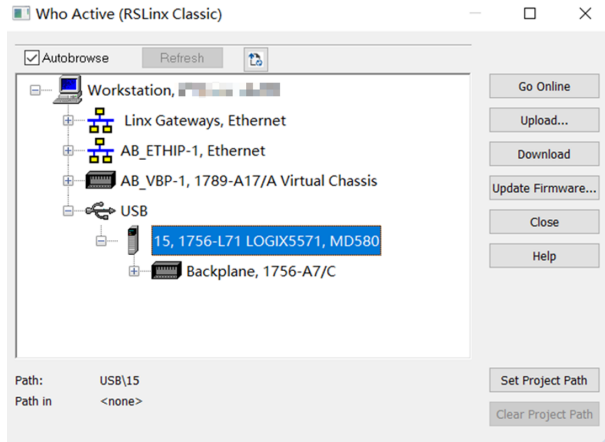 Who Active (RSLinx Classic)
Autobrowse
Refresh
Workstation,
Linx Gateways, Ethernet
AB_ETHIP-1, Ethernet
AB_VBP-1, 1789-A17/A Virtual Chassis
USB
15, 1756-L71 LOGIX5571, MD580
Backplane, 1756-A7/C
Go Online
Upload...
Download
Update Firmware...
Close
Help
Path: USB\15
Path in <none>
Set Project Path
Clear Project Path